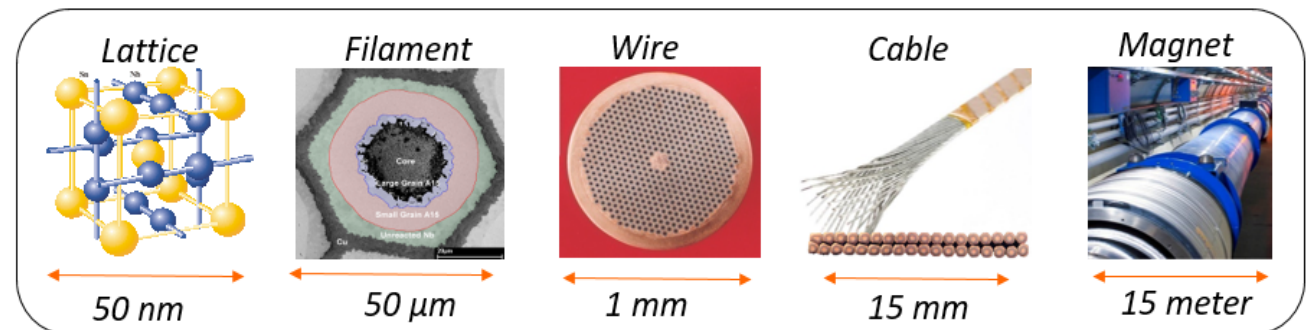 Lattice
Filament
Wire
Cable
Magnet
Sn
Nb
Core
Large Grain A15
Small Grain A15
Unreacted Nb
Cu
20µm
50 nm
50 µm
1 mm
15 mm
15 meter